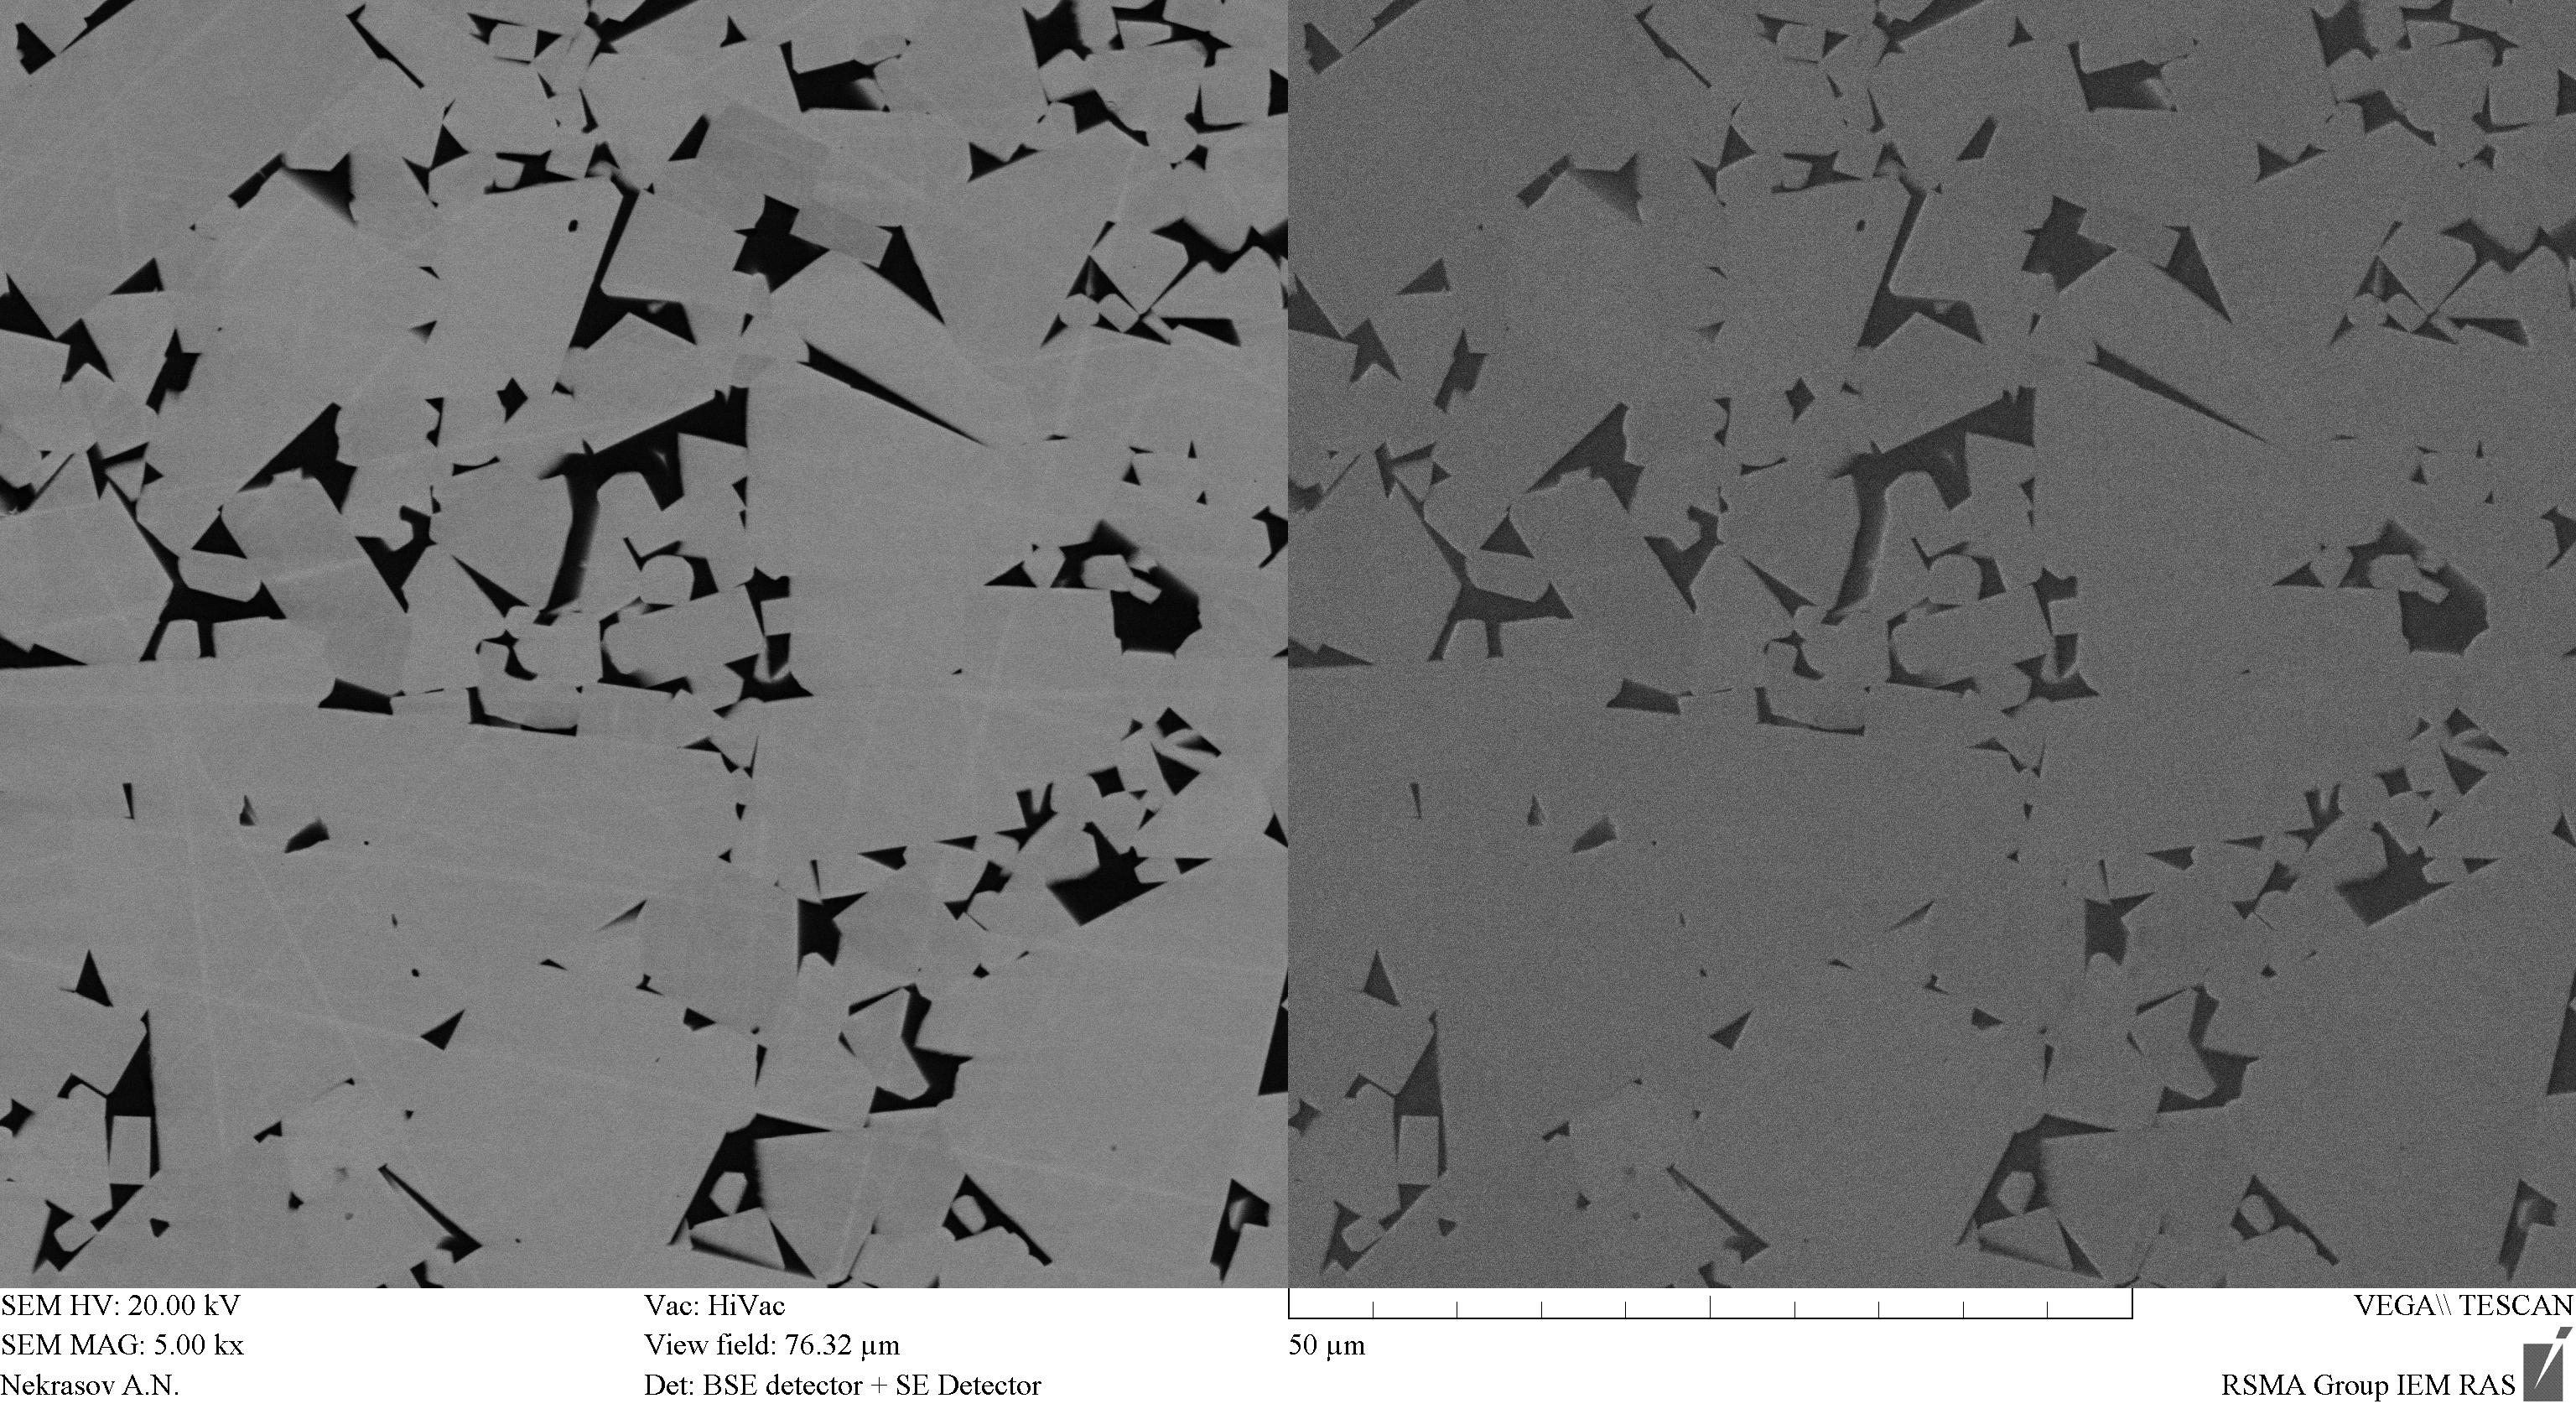 SEM HV: 20.00 kV
Vac: HiVac
VEGA\\ TESCAN
SEM MAG: 5.00 kx
View field: 76.32 µm
50 µm
Nekrasov A.N.
Det: BSE detector + SE Detector
RSMA Group IEM RAS